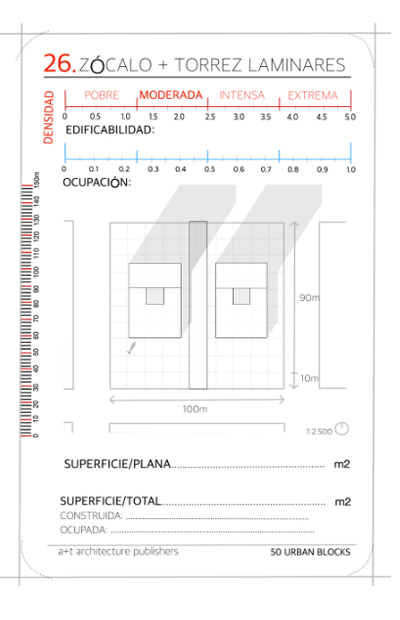 26. ZÓCALO + TORREZ LAMINARES
DENSIDAD
POBRE MODERADA INTENSA EXTREMA
0 0.5 1.0 1.5 2.0 2.5 3.0 3.5 4.0 4.5 5.0
EDIFICABILIDAD:
0 0.1 0.2 0.3 0.4 0.5 0.6 0.7 0.8 0.9 1.0
OCUPACIÓN:
0 10 20 30 40 50 60 70 80 90 100 110 120 130 140 150m
90m
10m
100m
1:2.500
SUPERFICIE/PLANA............................................ m2
SUPERFICIE/TOTAL............................................ m2
CONSTRUIDA: ............................................
OCUPADA: ............................................
a+t architecture publishers 50 URBAN BLOCKS